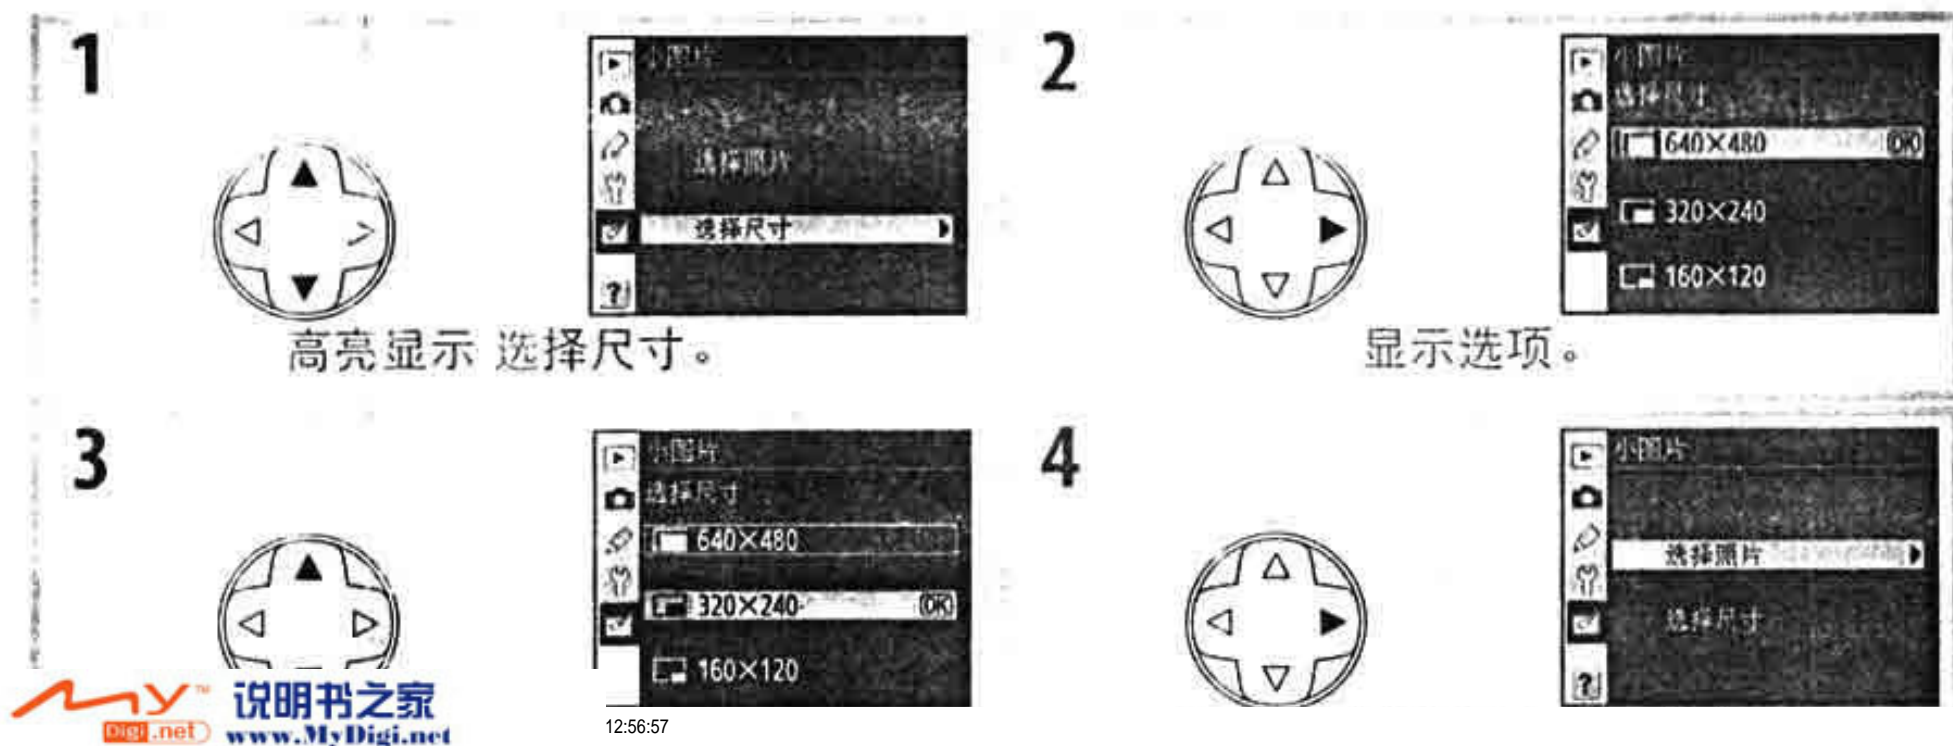 1
小图片
选择照片
选择尺寸
?
高亮显示 选择尺寸。
2
小图片
选择尺寸
640×480 OK
320×240
160×120
显示选项。
3
小图片
选择尺寸
640×480
320×240 OK
160×120
4
小图片
选择照片
选择尺寸
?
MY TM
Digi.net
说明书之家
www.MyDigi.net
12:56:57